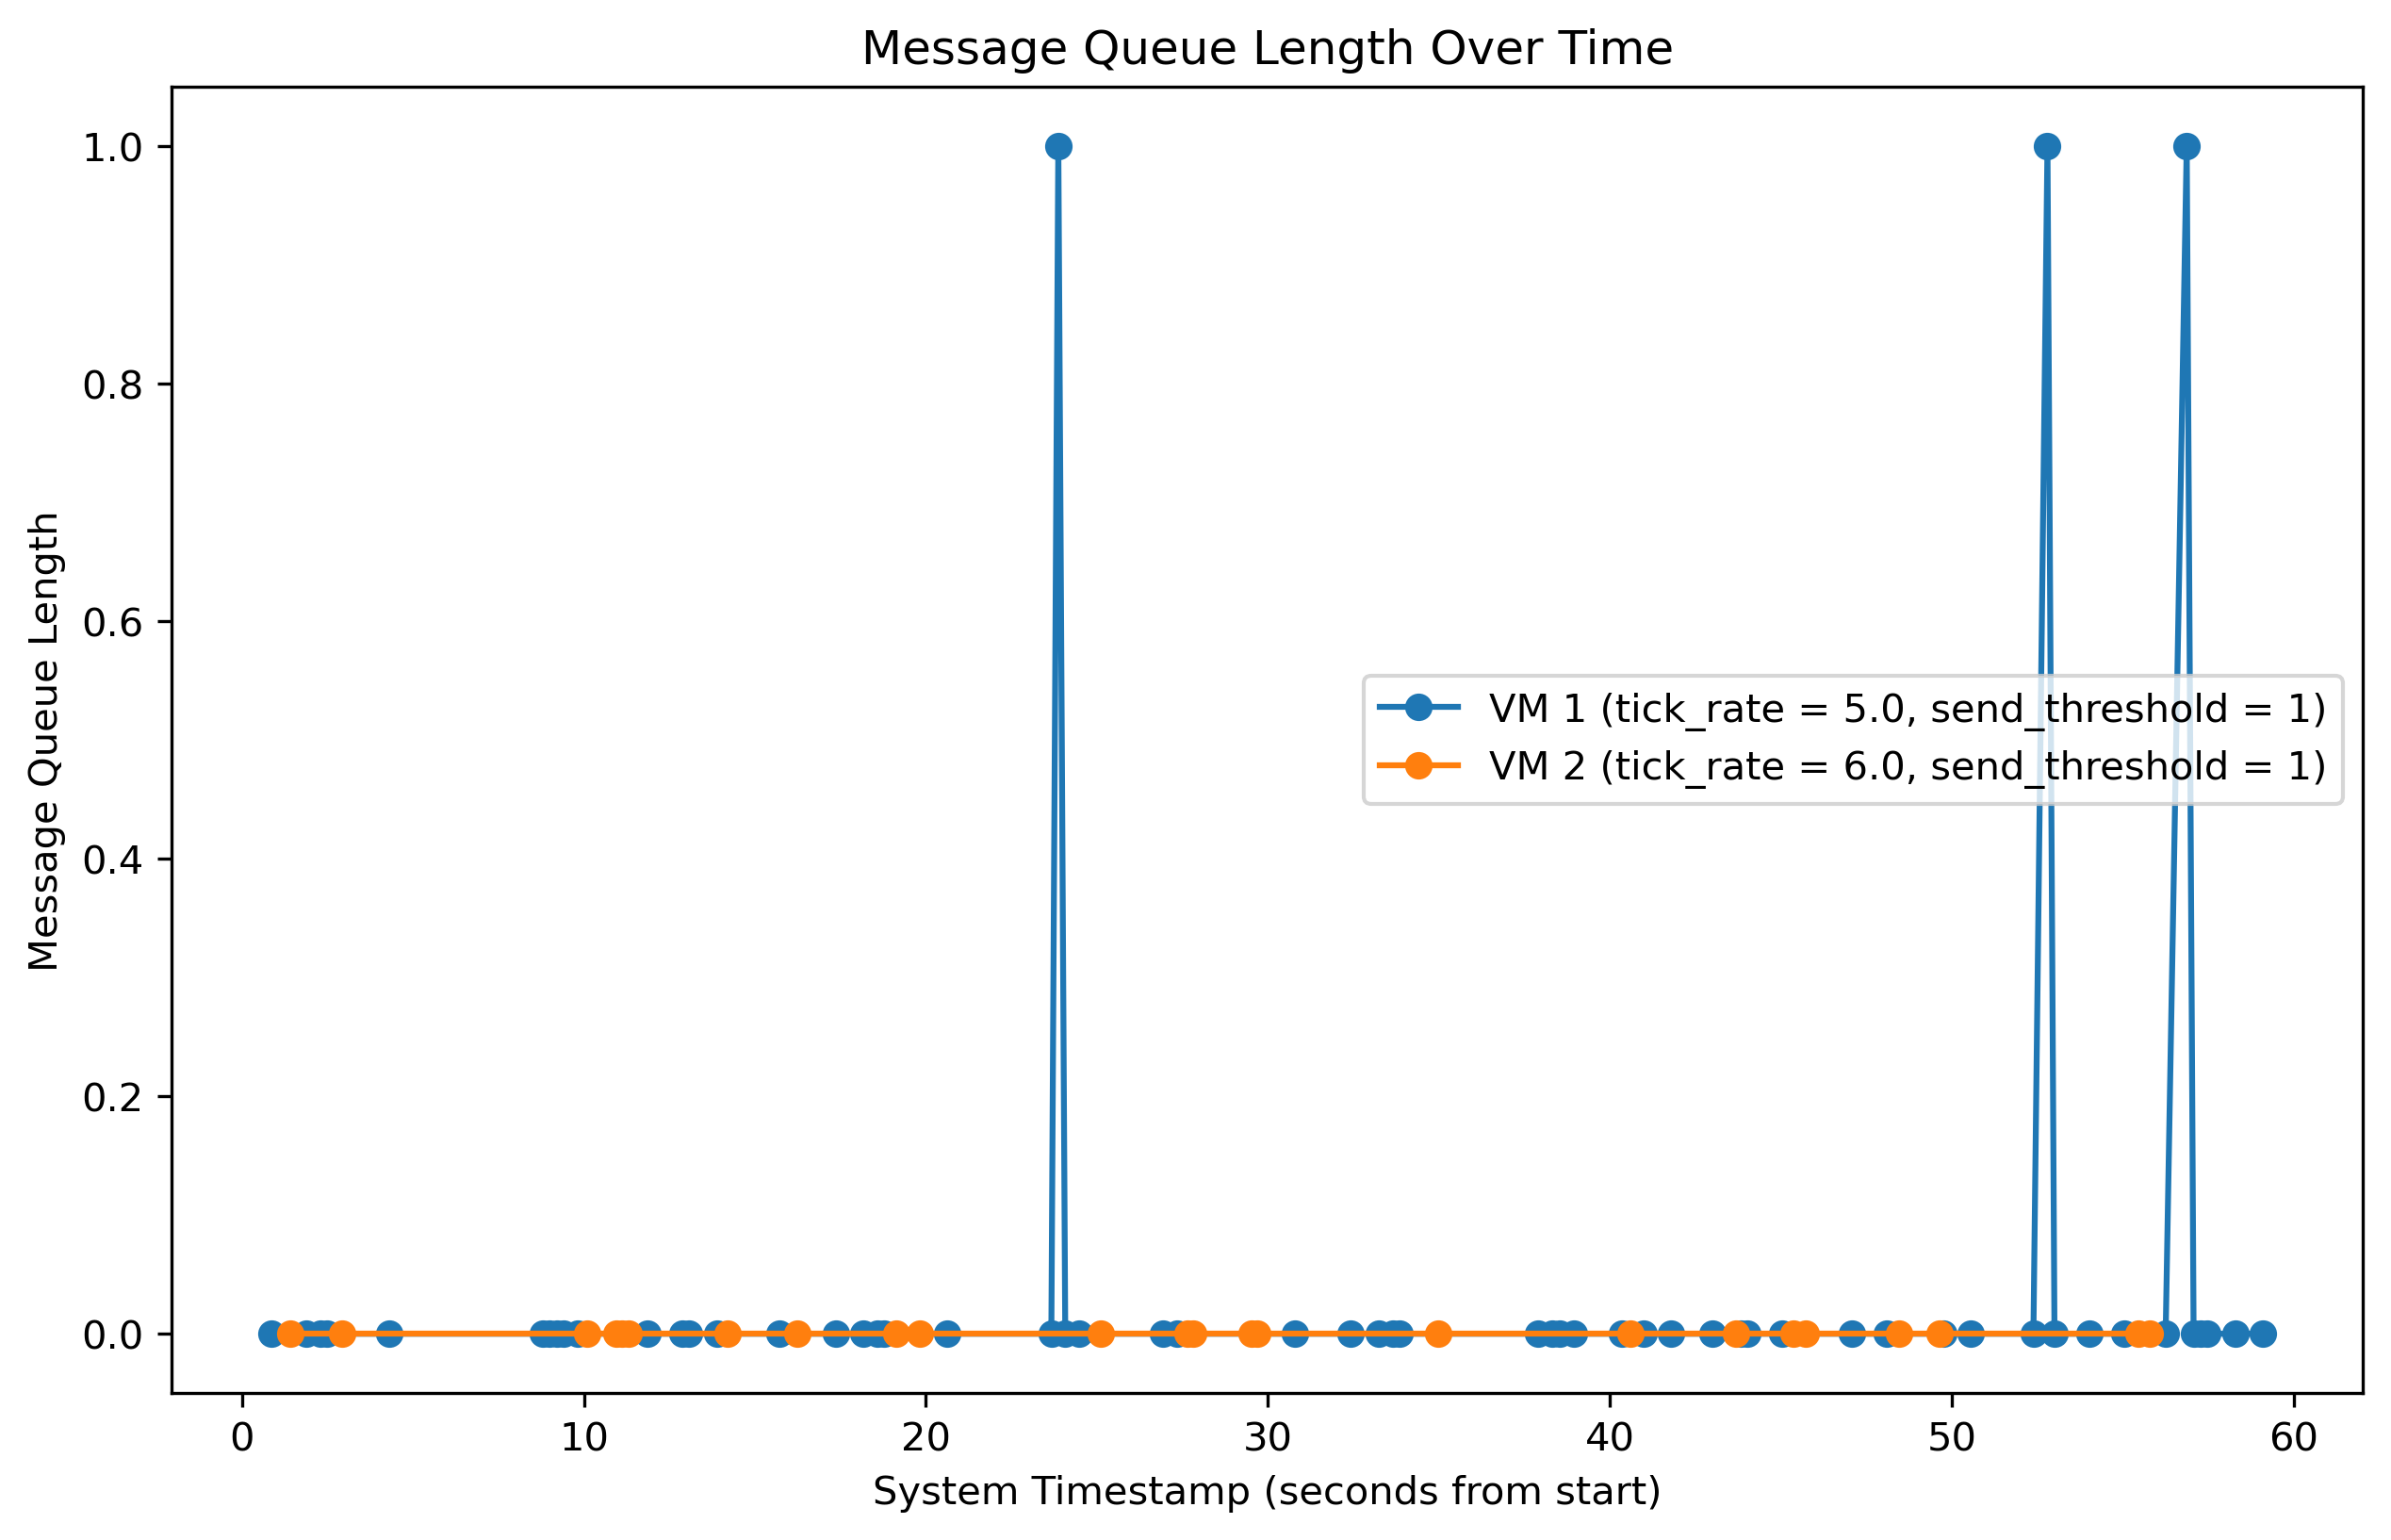 Message Queue Length Over Time
Message Queue Length
1.0
0.8
0.6
0.4
0.2
0.0
VM 1 (tick_rate = 5.0, send_threshold = 1)
VM 2 (tick_rate = 6.0, send_threshold = 1)
0 10 20 30 40 50 60
System Timestamp (seconds from start)